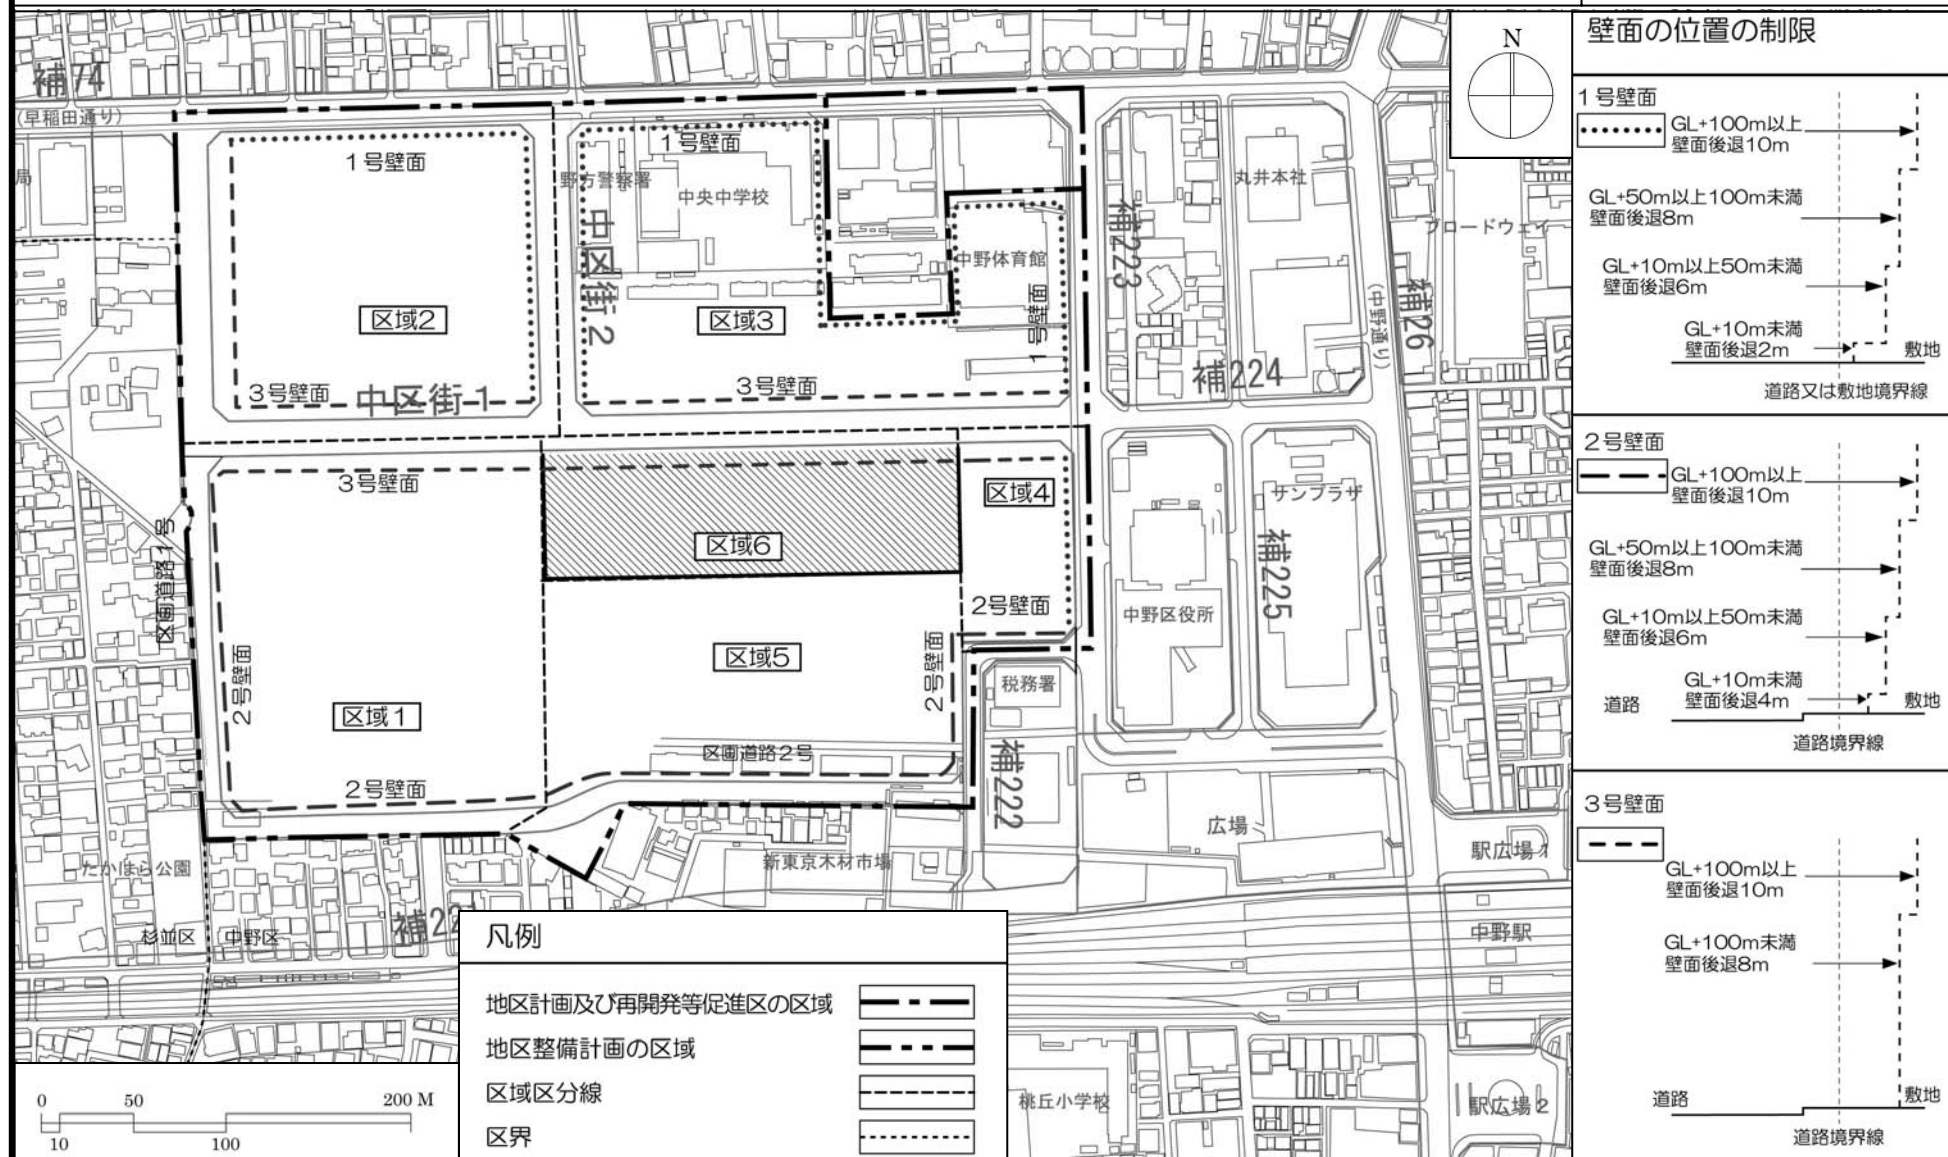 補74
(早稲田通り)
局
1号壁面
1号壁面
野方警察署
中央中学校
中区街2
区域2
区域3
中野体育館
1号壁面
3号壁面
中区街1
3号壁面
補223
丸井本社
ブロードウェイ
(中野通り)
補26
補224
3号壁面
区域4
区域6
サンプラザ
補225
区画道路1号
2号壁面
中野区役所
2号壁面
区域5
2号壁面
税務署
区域1
区画道路2号
補222
2号壁面
広場
たかはら公園
新東京木材市場
駅広場1
杉並区
中野区
中野駅
桃丘小学校
駅広場2
N
壁面の位置の制限
1号壁面
GL+100m以上
壁面後退10m
GL+50m以上100m未満
壁面後退8m
GL+10m以上50m未満
壁面後退6m
GL+10m未満
壁面後退2m
敷地
道路又は敷地境界線
2号壁面
GL+100m以上
壁面後退10m
GL+50m以上100m未満
壁面後退8m
GL+10m以上50m未満
壁面後退6m
GL+10m未満
壁面後退4m
道路
敷地
道路境界線
3号壁面
GL+100m以上
壁面後退10m
GL+100m未満
壁面後退8m
道路
敷地
道路境界線
凡例
地区計画及び再開発等促進区の区域
地区整備計画の区域
区域区分線
区界
0 50 200 M
10 100